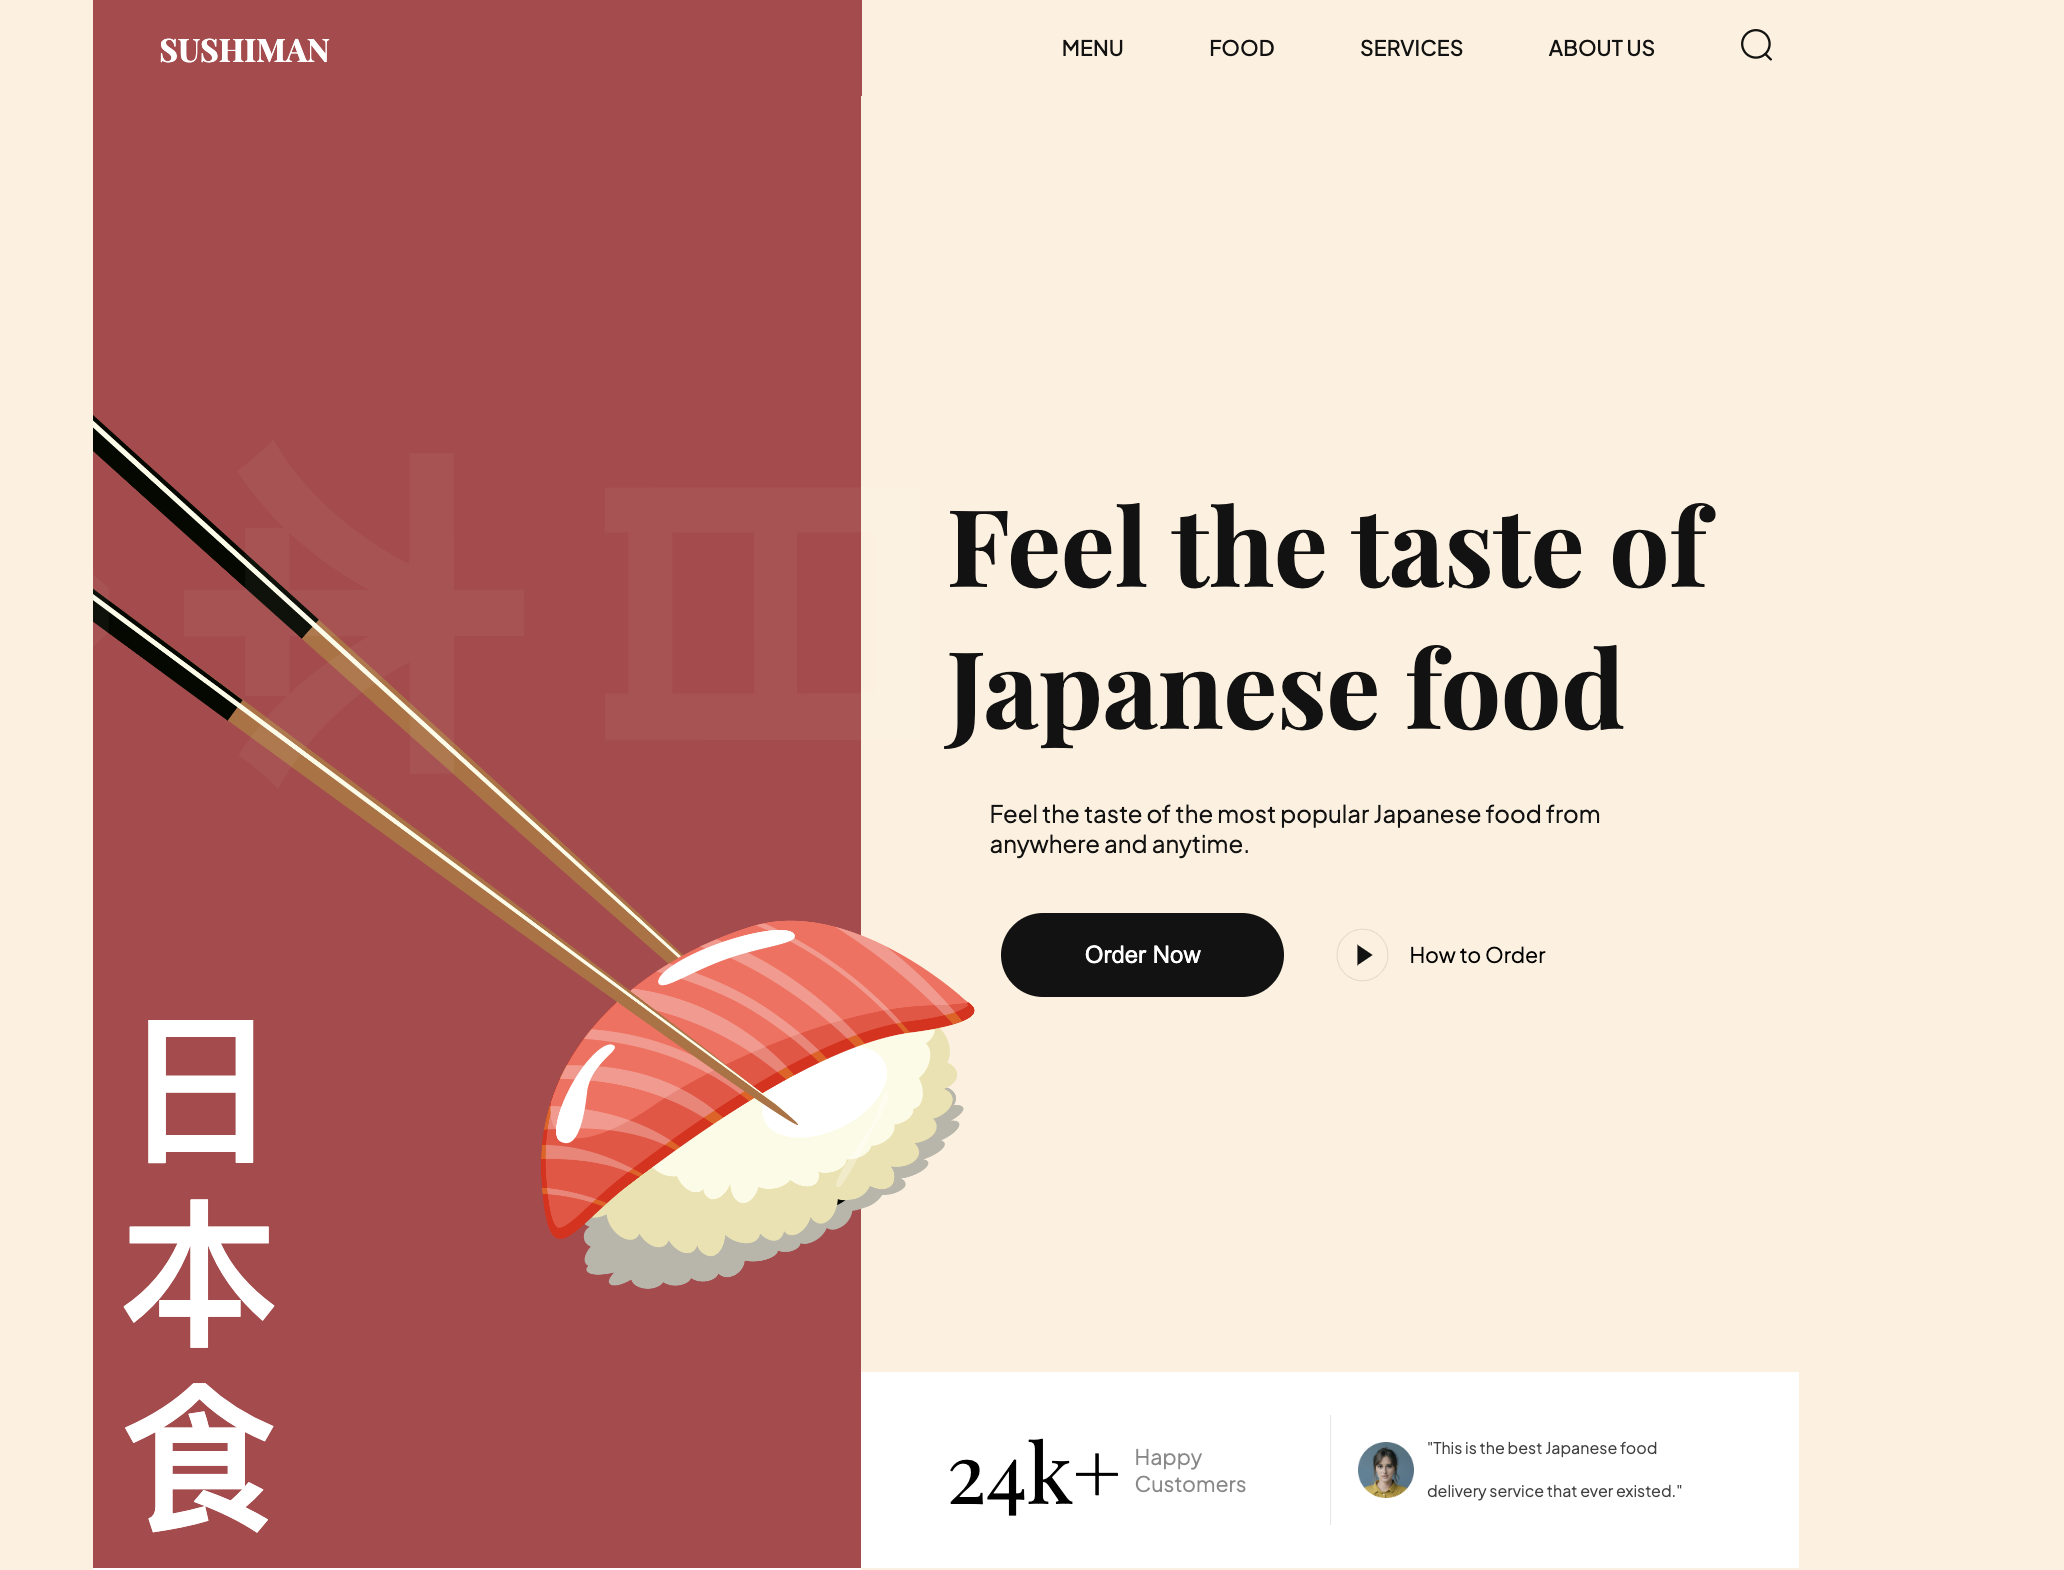 SUSHIMAN
MENU
FOOD
SERVICES
ABOUT US
日本
Feel the taste of
Japanese food
Feel the taste of the most popular Japanese food from
anywhere and anytime.
Order Now
How to Order
日
本
食
24k+
Happy
Customers
"This is the best Japanese food
delivery service that ever existed."